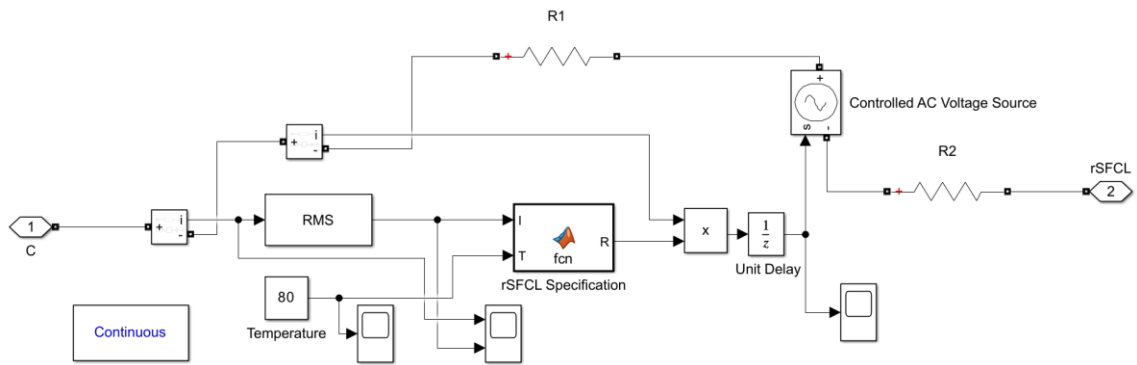 R1
Controlled AC Voltage Source
+
s
-
R2
+
rSFCL
2
+
i
-
1
C
+
i
-
RMS
I
T
fcn
R
rSFCL Specification
x
1
z
Unit Delay
80
Temperature
Continuous